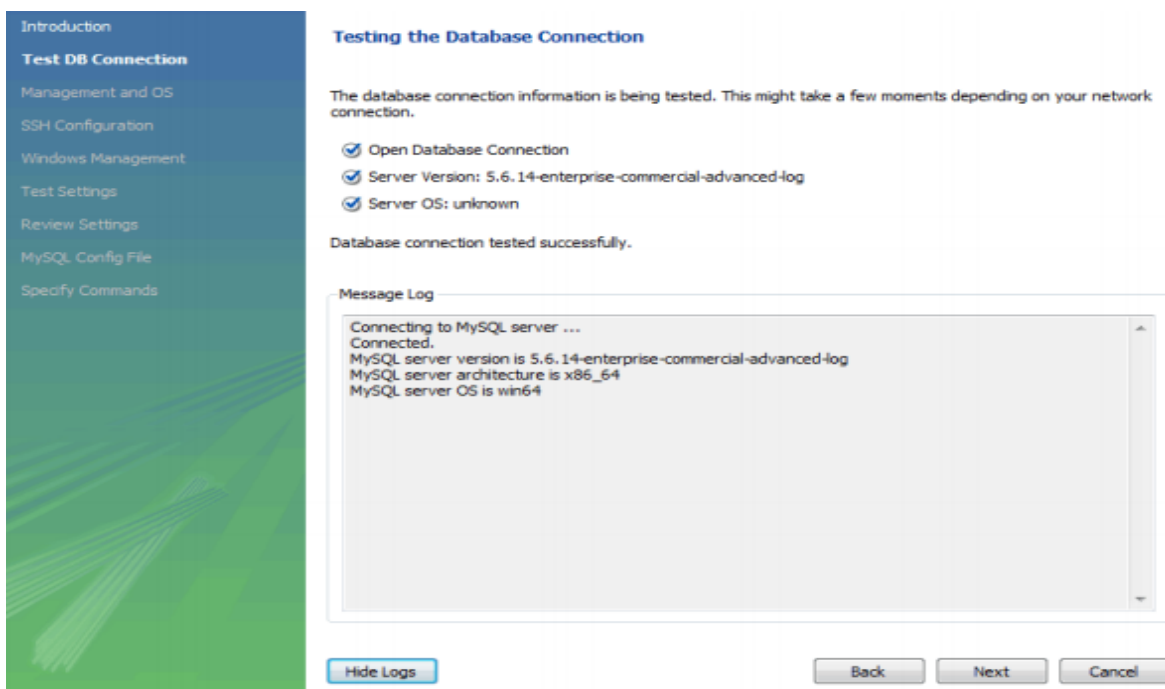 Introduction
Test DB Connection
Management and OS
SSH Configuration
Windows Management
Test Settings
Review Settings
MySQL Config File
Specify Commands
Testing the Database Connection
The database connection information is being tested. This might take a few moments depending on your network
connection.
Open Database Connection
Server Version: 5.6.14-enterprise-commercial-advanced-log
Server OS: unknown
Database connection tested successfully.
Message Log
Connecting to MySQL server ...
Connected.
MySQL server version is 5.6.14-enterprise-commercial-advanced-log
MySQL server architecture is x86_64
MySQL server OS is win64
Hide Logs
Back
Next
Cancel